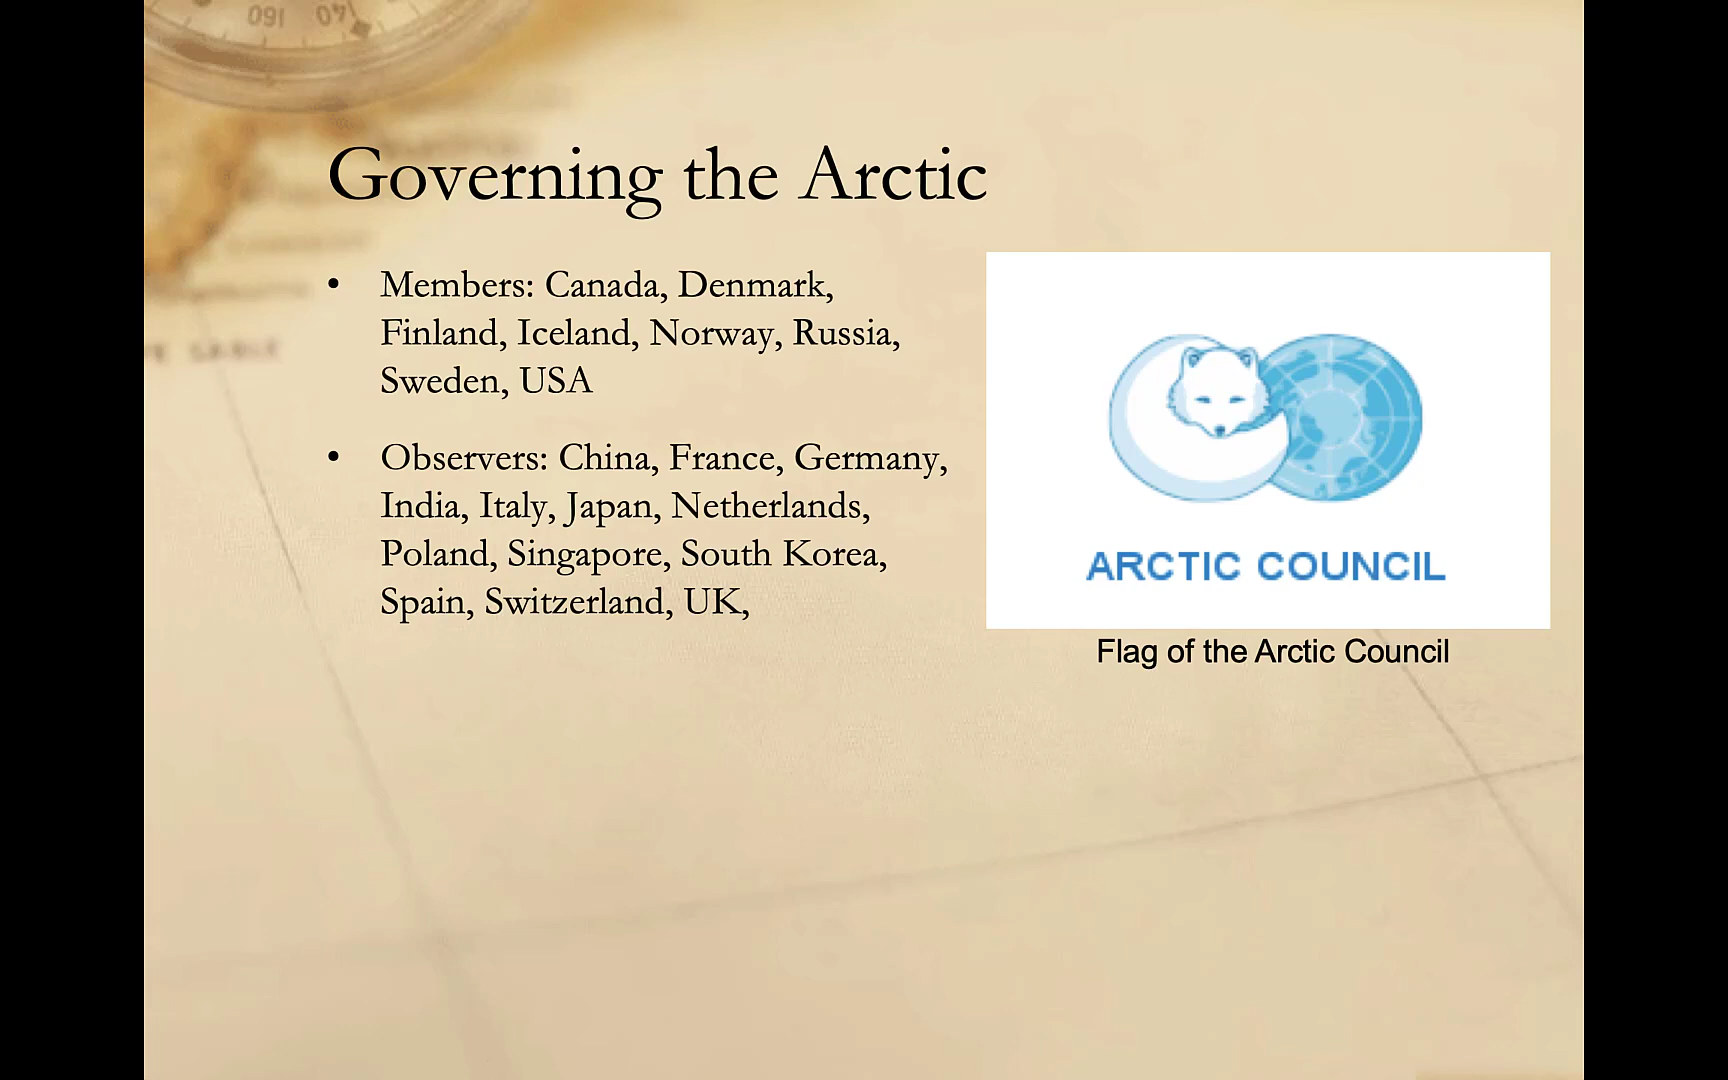 Governing the Arctic
• Members: Canada, Denmark,
Finland, Iceland, Norway, Russia,
Sweden, USA
• Observers: China, France, Germany,
India, Italy, Japan, Netherlands,
Poland, Singapore, South Korea,
Spain, Switzerland, UK,
ARCTIC COUNCIL
Flag of the Arctic Council